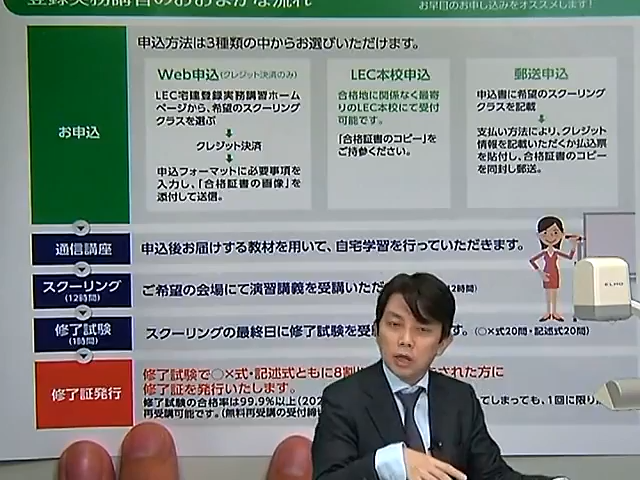 登録実務講習のおおまかな流れ
お早目のお申し込みをオススメします!
お申込
申込方法は3種類の中からお選びいただけます。
Web申込(クレジット決済のみ)
LEC宅建登録実務講習ホーム
ページから、希望のスクーリング
クラスを選ぶ
クレジット決済
申込フォーマットに必要事項を
入力し、「合格証書の画像」を
添付して送信。
LEC本校申込
合格地に関係なく最寄
りのLEC本校にて受付
可能です。
「合格証書のコピー」を
ご持参ください。
郵送申込
申込書に希望のスクーリング
クラスを記載
支払い方法により、クレジット
情報を記載いただくか払込票
を貼付し、合格証書のコピー
を同封し郵送。
通信講座
申込後お届けする教材を用いて、自宅学習を行っていただきます。
スクーリング
(12時間)
ご希望の会場にて演習講義を受講いただ
12時間)
修了試験
(1時間)
スクーリングの最終日に修了試験を受
す。(○×式20問・記述式20問)
修了証発行
修了試験で○×式・記述式ともに8割
された方に
修了証を発行いたします。
修了試験の合格率は99.9%以上(202
てしまっても、1回に限り
再受講可能です。(無料再受講の受付締
ELMO